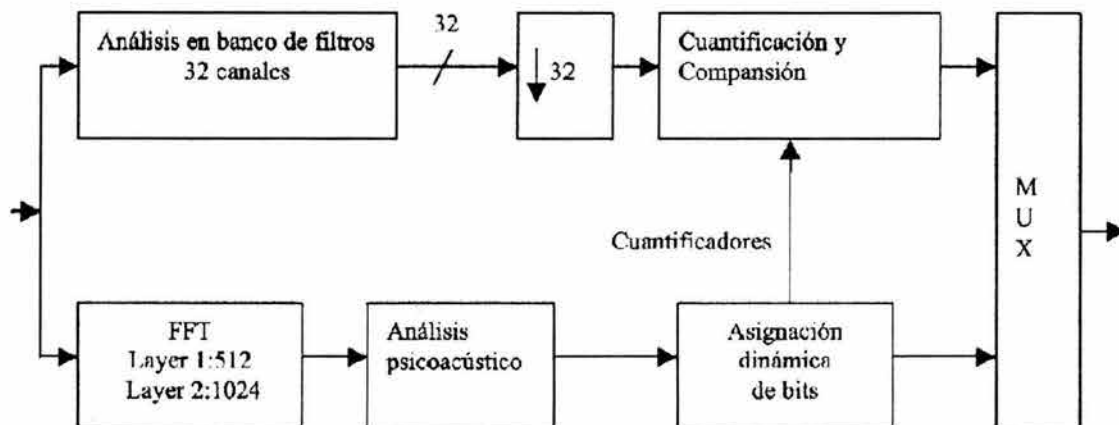 Análisis en banco de filtros
32 canales
32
32
Cuantificación y
Compansión
M
U
X
Cuantificadores
FFT
Layer 1:512
Layer 2:1024
Análisis
psicoacústico
Asignación
dinámica
de bits